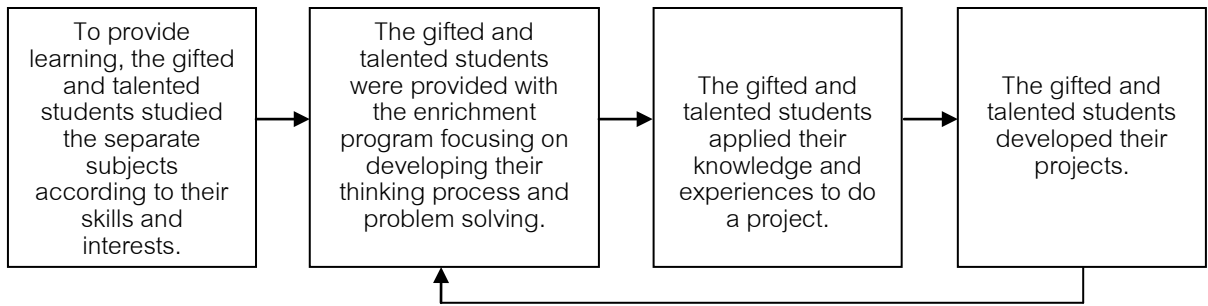 To provide
learning, the gifted
and talented
students studied
the separate
subjects
according to their
skills and
interests.
The gifted and
talented students
were provided with
the enrichment
program focusing on
developing their
thinking process and
problem solving.
The gifted and
talented students
applied their
knowledge and
experiences to do
a project.
The gifted and
talented students
developed their
projects.